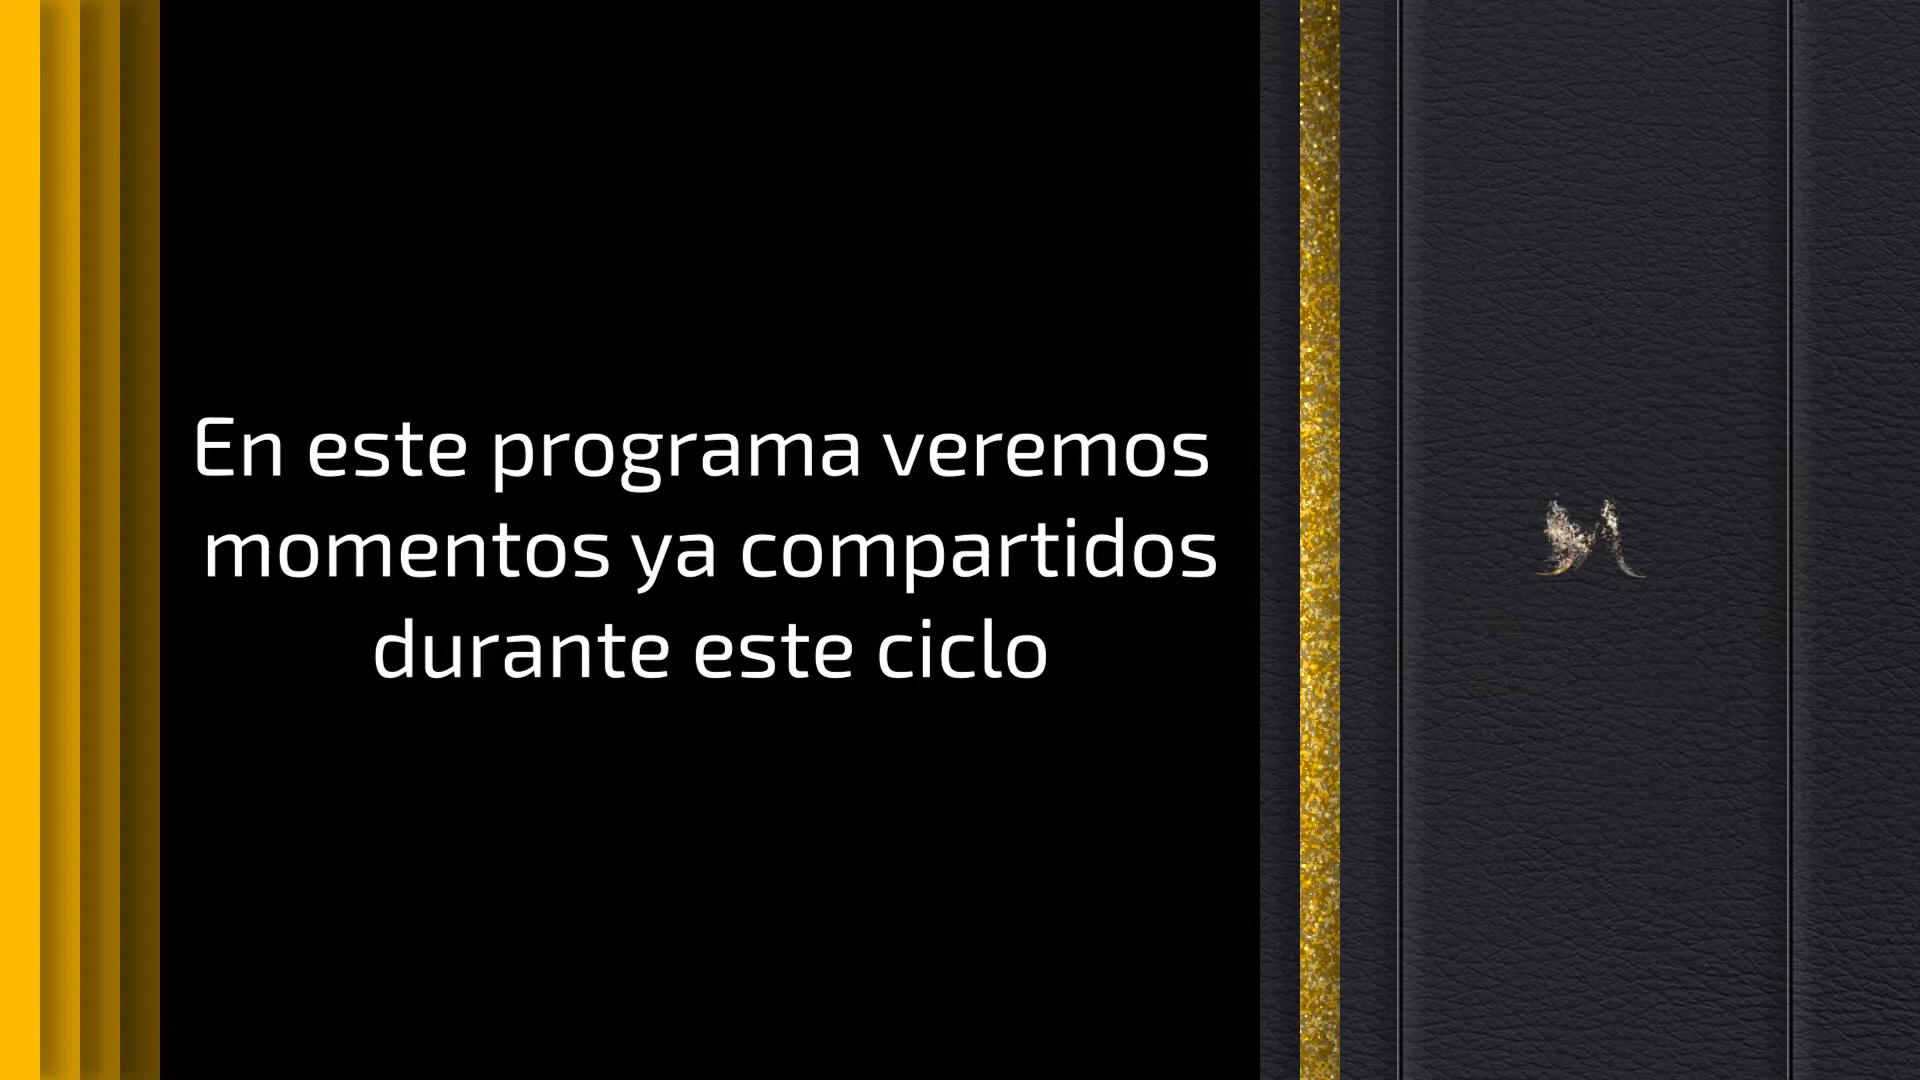 En este programa veremos
momentos ya compartidos
durante este ciclo